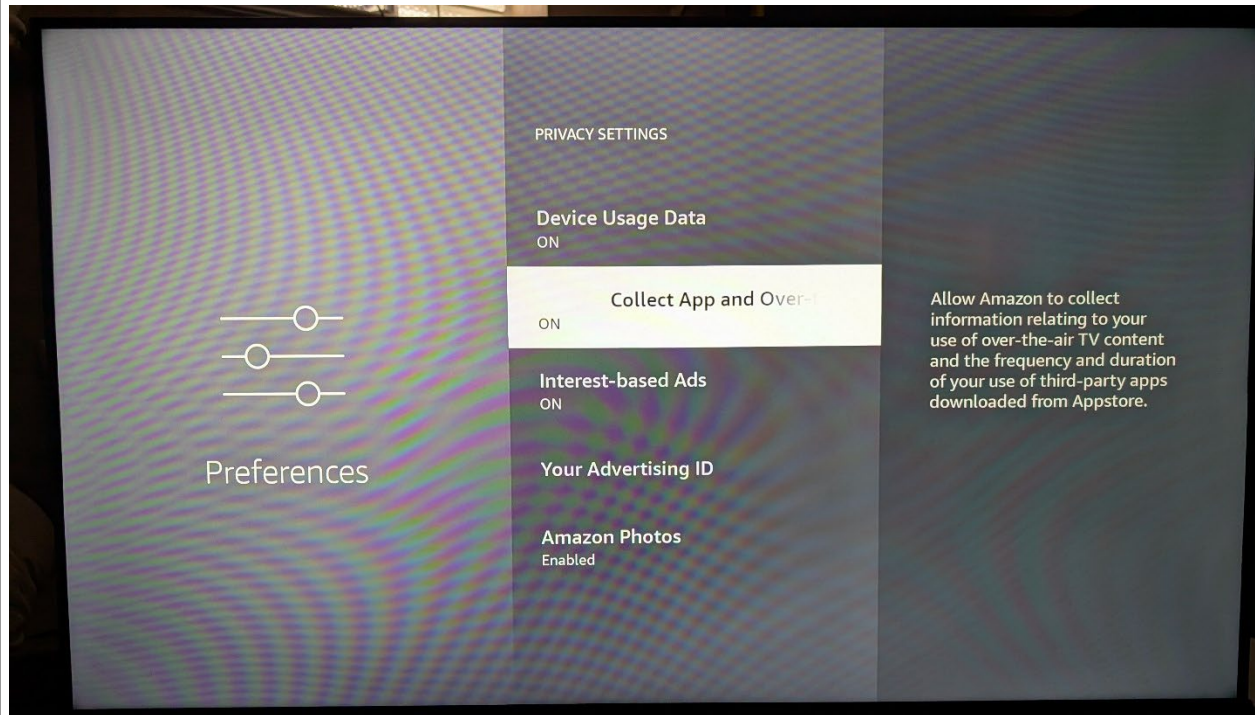 PRIVACY SETTINGS
Device Usage Data
ON
Collect App and Over-
ON
Interest-based Ads
ON
Your Advertising ID
Amazon Photos
Enabled
Preferences
Allow Amazon to collect
information relating to your
use of over-the-air TV content
and the frequency and duration
of your use of third-party apps
downloaded from Appstore.